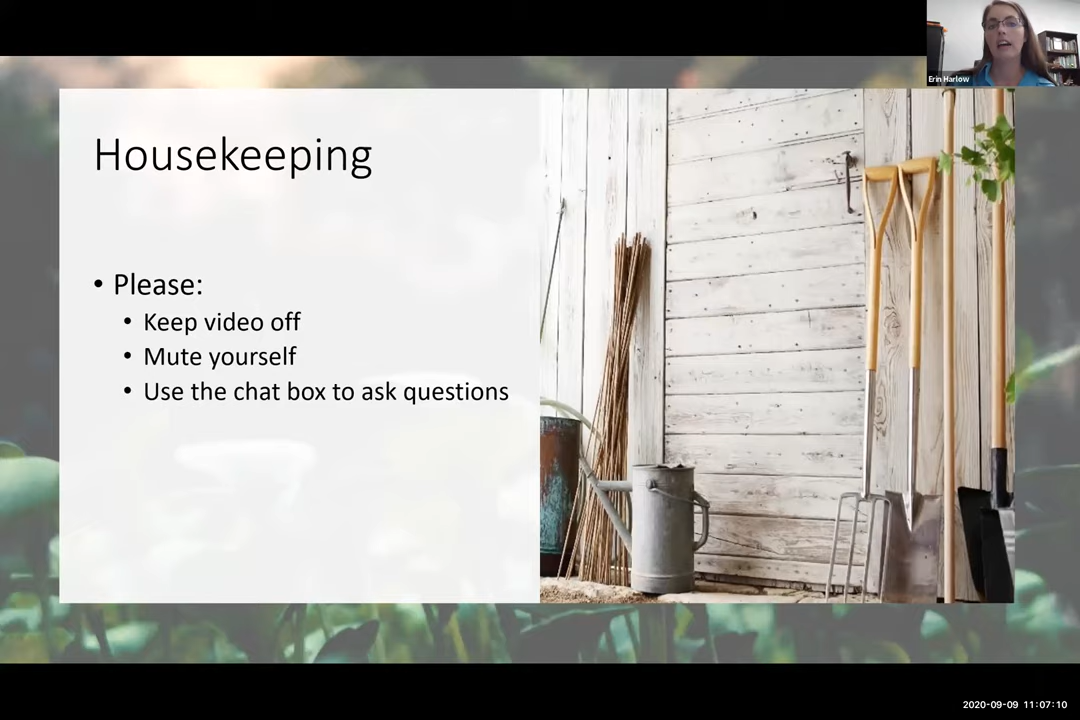 Erin Harlow
Housekeeping
• Please:
• Keep video off
• Mute yourself
• Use the chat box to ask questions
2020-09-09 11:07:10